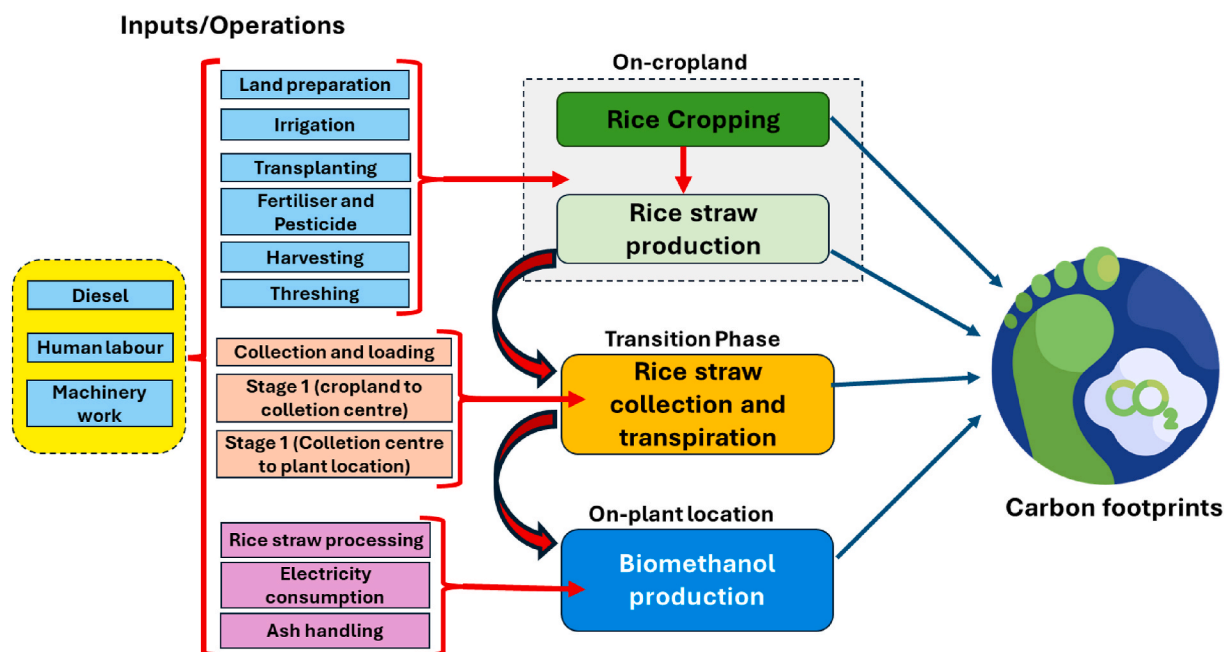 Inputs/Operations
Diesel
Human labour
Machinery
work
Land preparation
Irrigation
Transplanting
Fertiliser and
Pesticide
Harvesting
Threshing
Collection and loading
Stage 1 (cropland to
colletion centre)
Stage 1 (Colletion centre
to plant location)
Rice straw processing
Electricity
consumption
Ash handling
On-cropland
Rice Cropping
Rice straw
production
Transition Phase
Rice straw
collection and
transpiration
On-plant location
Biomethanol
production
CO2
Carbon footprints